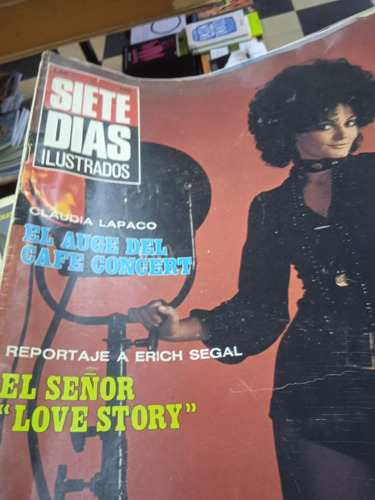 SIETE
DIAS
ILUSTRADOS
CLAUDIA LAPACO
EL AUGE DEL
CAFE CONCERT
REPORTAJE A ERICH SEGAL
EL SEÑOR
"LOVE STORY"